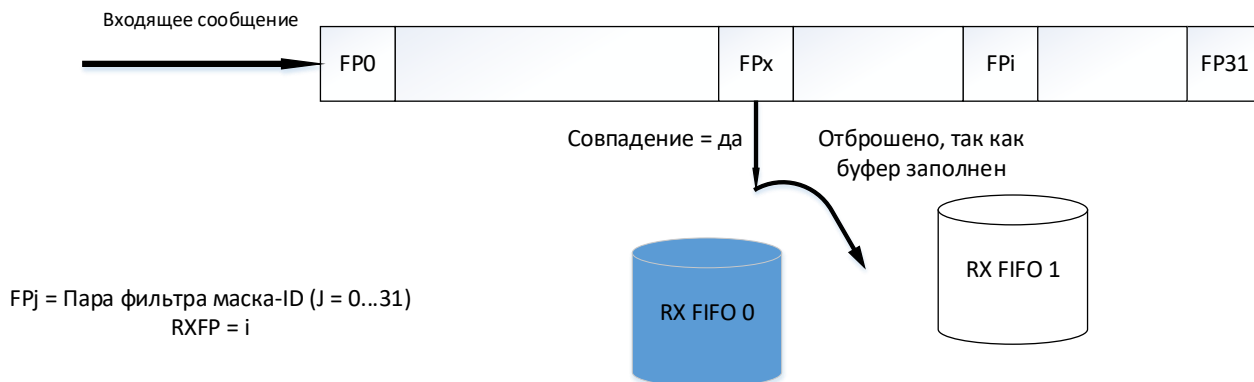 Входящее сообщение
FP0 FPx FPi FP31
Совпадение = да
Отброшено, так как
буфер заполнен
RX FIFO 1
RX FIFO 0
FPj = Пара фильтра маска-ID (J = 0...31)
RXFP = i